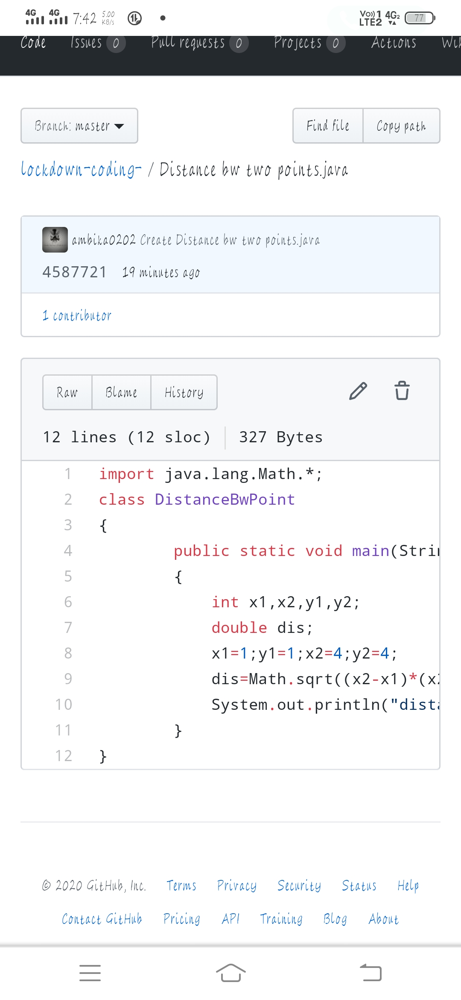 4G 4G 7:42 5.00 KB/s Vo)) 1 LTE2 4G2 77
Code Issues 0 Pull requests 0 Projects 0 Actions
Branch: master Find file Copy path
lockdown-coding- / Distance bw two points.java
ambika0202 Create Distance bw two points.java
4587721 19 minutes ago
1 contributor
Raw Blame History
12 lines (12 sloc) 327 Bytes
1 import java.lang.Math.*;
2 class DistanceBwPoint
3 {
4 public static void main(Strin
5 {
6 int x1,x2,y1,y2;
7 double dis;
8 x1=1;y1=1;x2=4;y2=4;
9 dis=Math.sqrt((x2-x1)*(x2
10 System.out.println("dista
11 }
12 }
© 2020 GitHub, Inc. Terms Privacy Security Status Help
Contact GitHub Pricing API Training Blog About